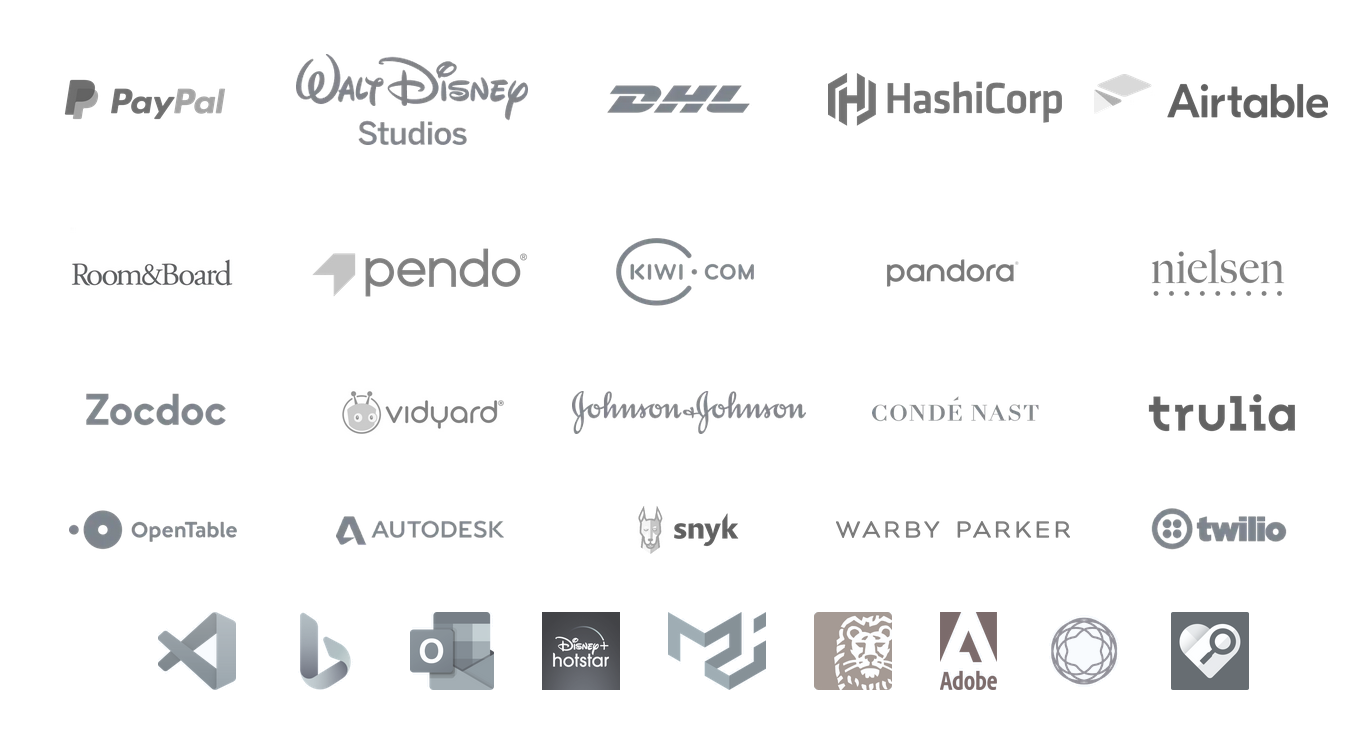 PayPal
WALT DISNEY
Studios
DHL
HashiCorp
Airtable
Room&Board
pendo®
KIWI·COM
pandora®
nielsen
Zocdoc
vidyard®
Johnson&Johnson
CONDÉ NAST
trulia
OpenTable
AUTODESK
snyk
WARBY PARKER
twilio
O
Disney+
hotstar
Adobe